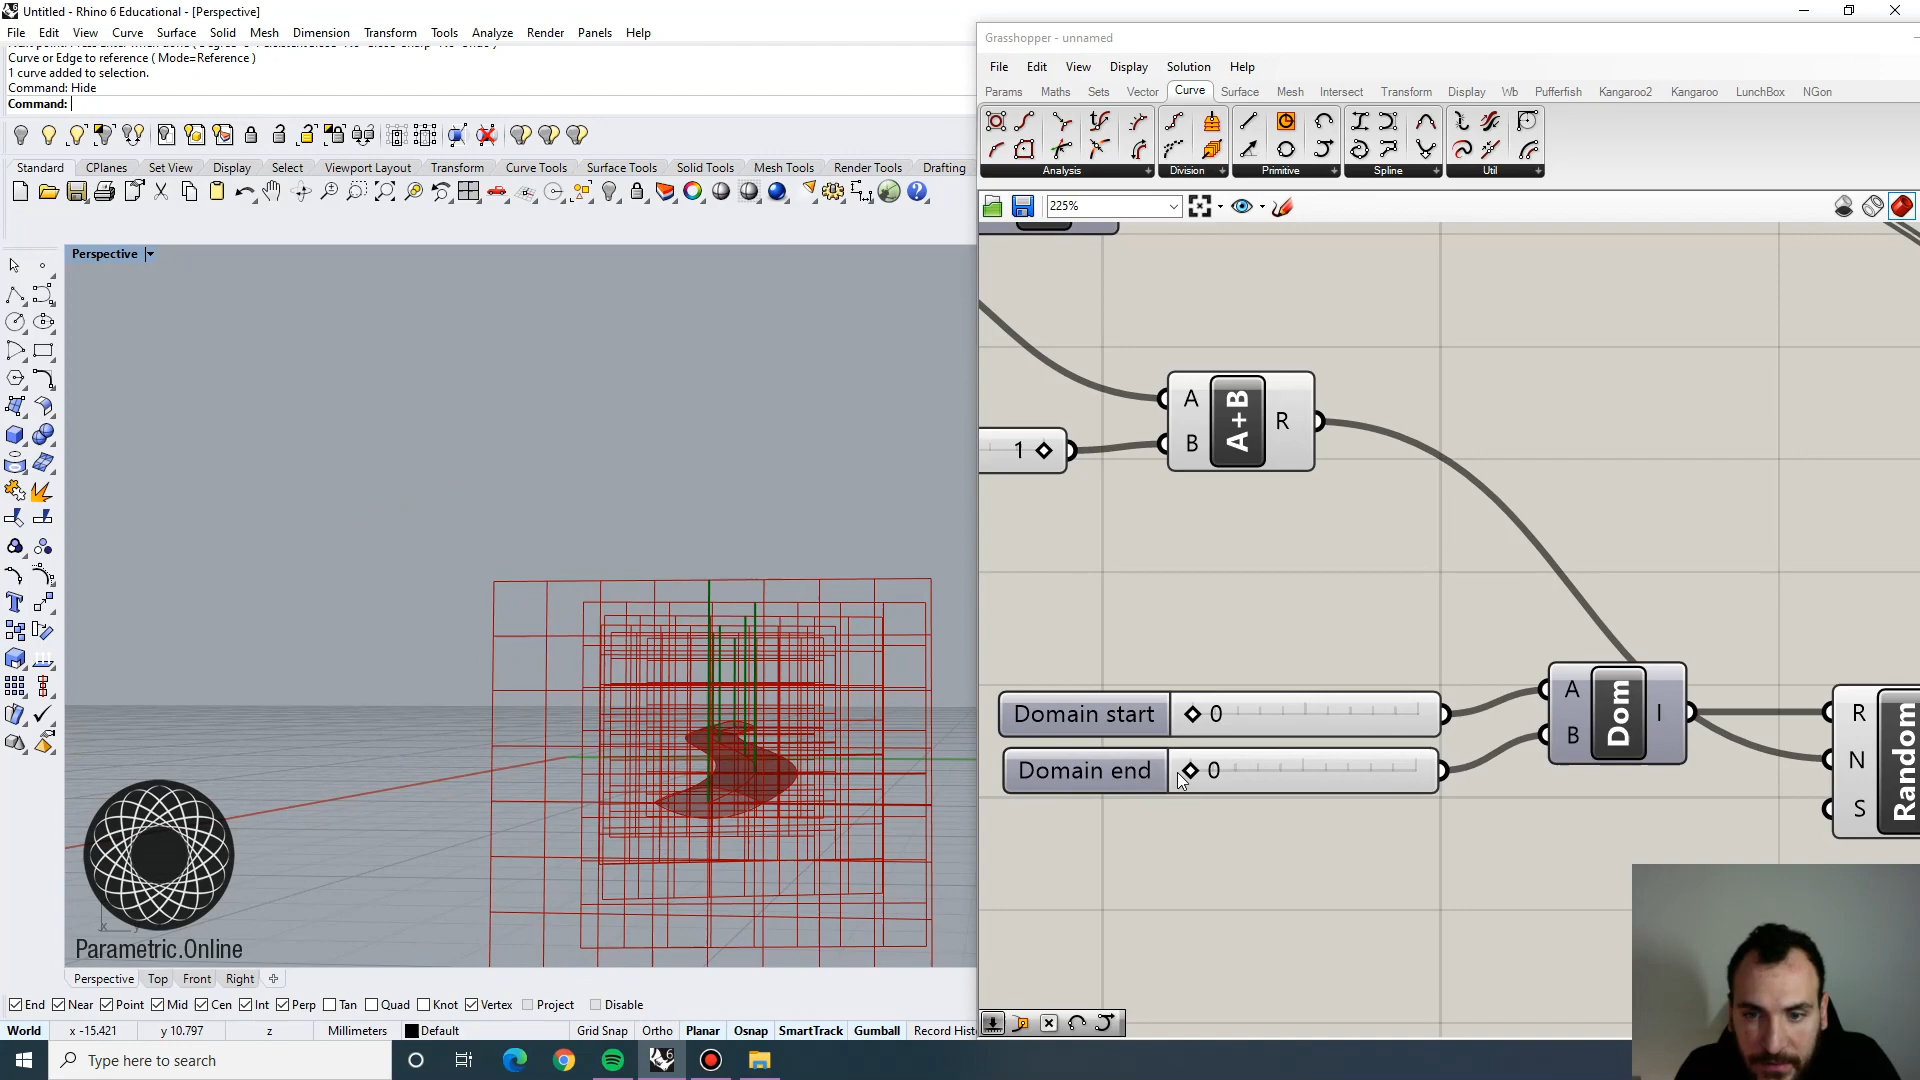 Untitled - Rhino 6 Educational - [Perspective]
File Edit View Curve Surface Solid Mesh Dimension Transform Tools Analyze Render Panels Help
Curve or Edge to reference ( Mode=Reference )
1 curve added to selection.
Command: Hide
Command:
Standard CPlanes Set View Display Select Viewport Layout Visibility Transform Curve Tools Surface Tools Solid Tools Mesh Tools Render Tools Drafting
Perspective
Parametric.Online
Perspective Top Front Right
End Near Point Mid Cen Int Perp Tan Quad Knot Vertex Project Disable
World x -15.421 y 10.797 z Millimeters Default Grid Snap Ortho Planar Osnap SmartTrack Gumball Record Hist
Type here to search
Grasshopper - unnamed
File Edit View Display Solution Help
Params Maths Sets Vector Curve Surface Mesh Intersect Transform Display Wb Pufferfish Kangaroo2 Kangaroo LunchBox NGon
Analysis Division Primitive Spline Util
225%
A
B
A+B
R
1
Domain start 0
Domain end 0
A
B
Dom
I
R
N
S
Random